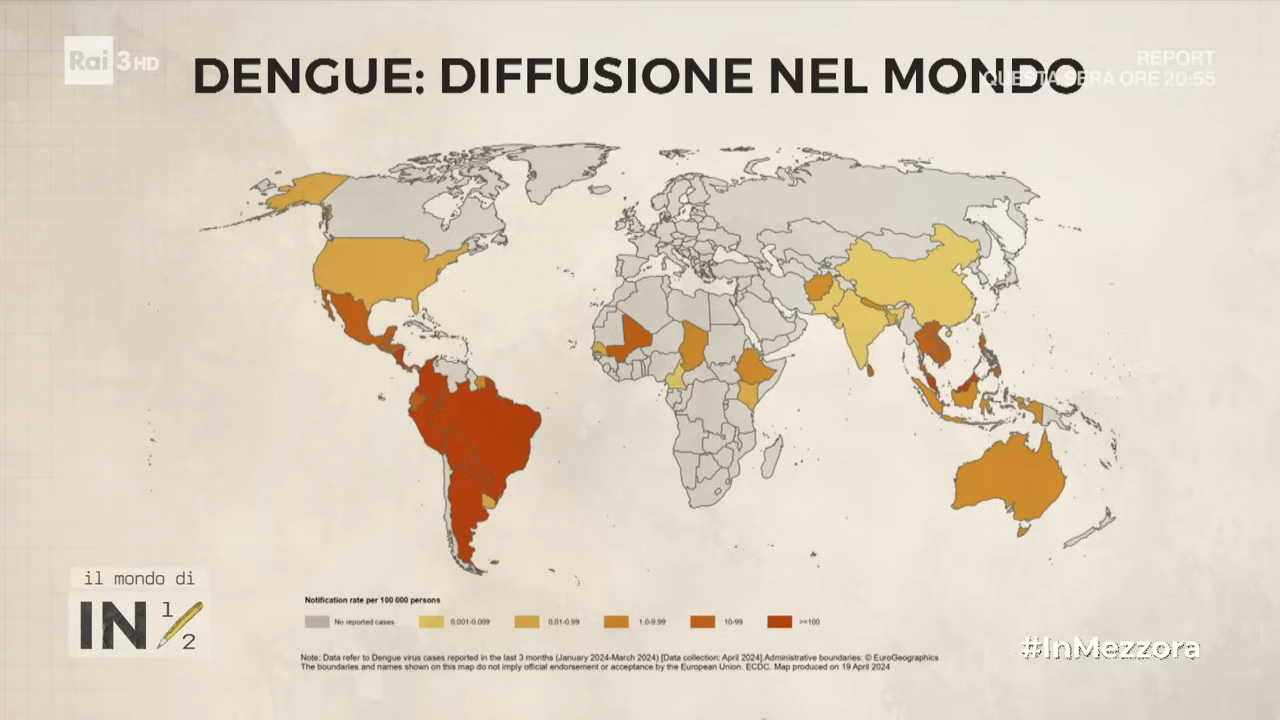 Rai 3HD
REPORT
QUESTA SERA ORE 20:55
DENGUE: DIFFUSIONE NEL MONDO
il mondo di
IN 1/2
Notification rate per 100 000 persons
No reported cases
0.001-0.009
0.01-0.99
1.0-9.99
10-99
>=100
#InMezzora
Note: Data refer to Dengue virus cases reported in the last 3 months (January 2024-March 2024) [Data collection: April 2024].Administrative boundaries: © EuroGeographics
The boundaries and names shown on this map do not imply official endorsement or acceptance by the European Union. ECDC. Map produced on 19 April 2024